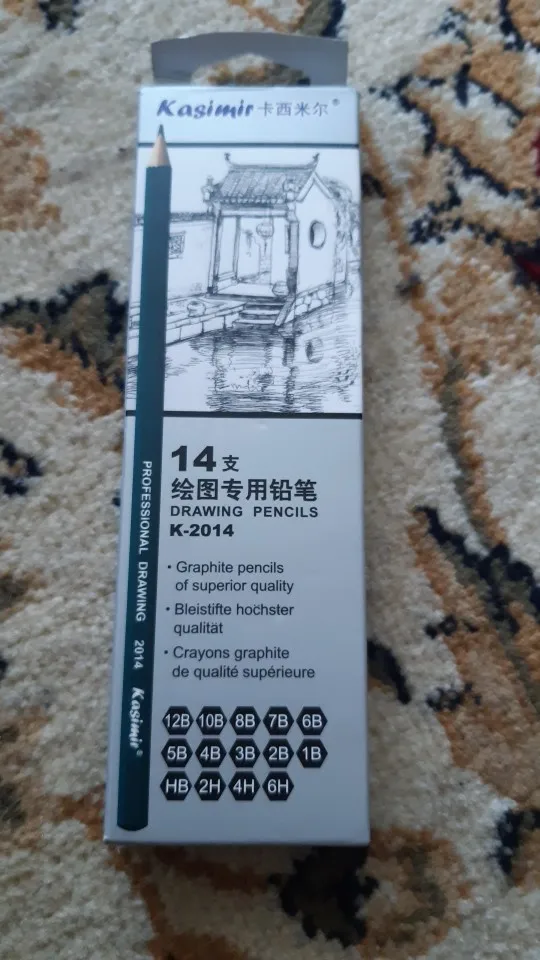 Kasimir 卡西米尔®
14支
绘图专用铅笔
DRAWING PENCILS
K-2014
• Graphite pencils
of superior quality
• Bleistifte höchster
qualität
• Crayons graphite
de qualité supérieure
12B 10B 8B 7B 6B
5B 4B 3B 2B 1B
HB 2H 4H 6H
PROFESSIONAL DRAWING 2014 Kasimir®